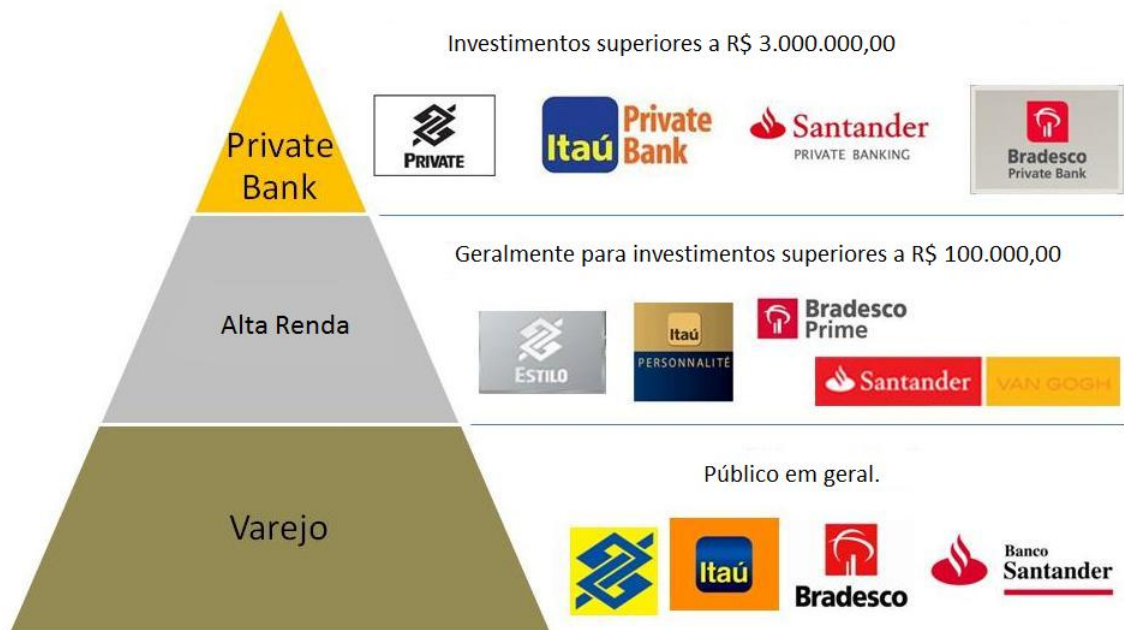 Investimentos superiores a R$ 3.000.000,00
Private
Bank
PRIVATE
Itaú
Private
Bank
Santander
PRIVATE BANKING
Bradesco
Private Bank
Geralmente para investimentos superiores a R$ 100.000,00
Alta Renda
ESTILO
Itaú
PERSONNALITÉ
Bradesco
Prime
Santander
VAN GOGH
Público em geral.
Varejo
Itaú
Bradesco
Banco
Santander